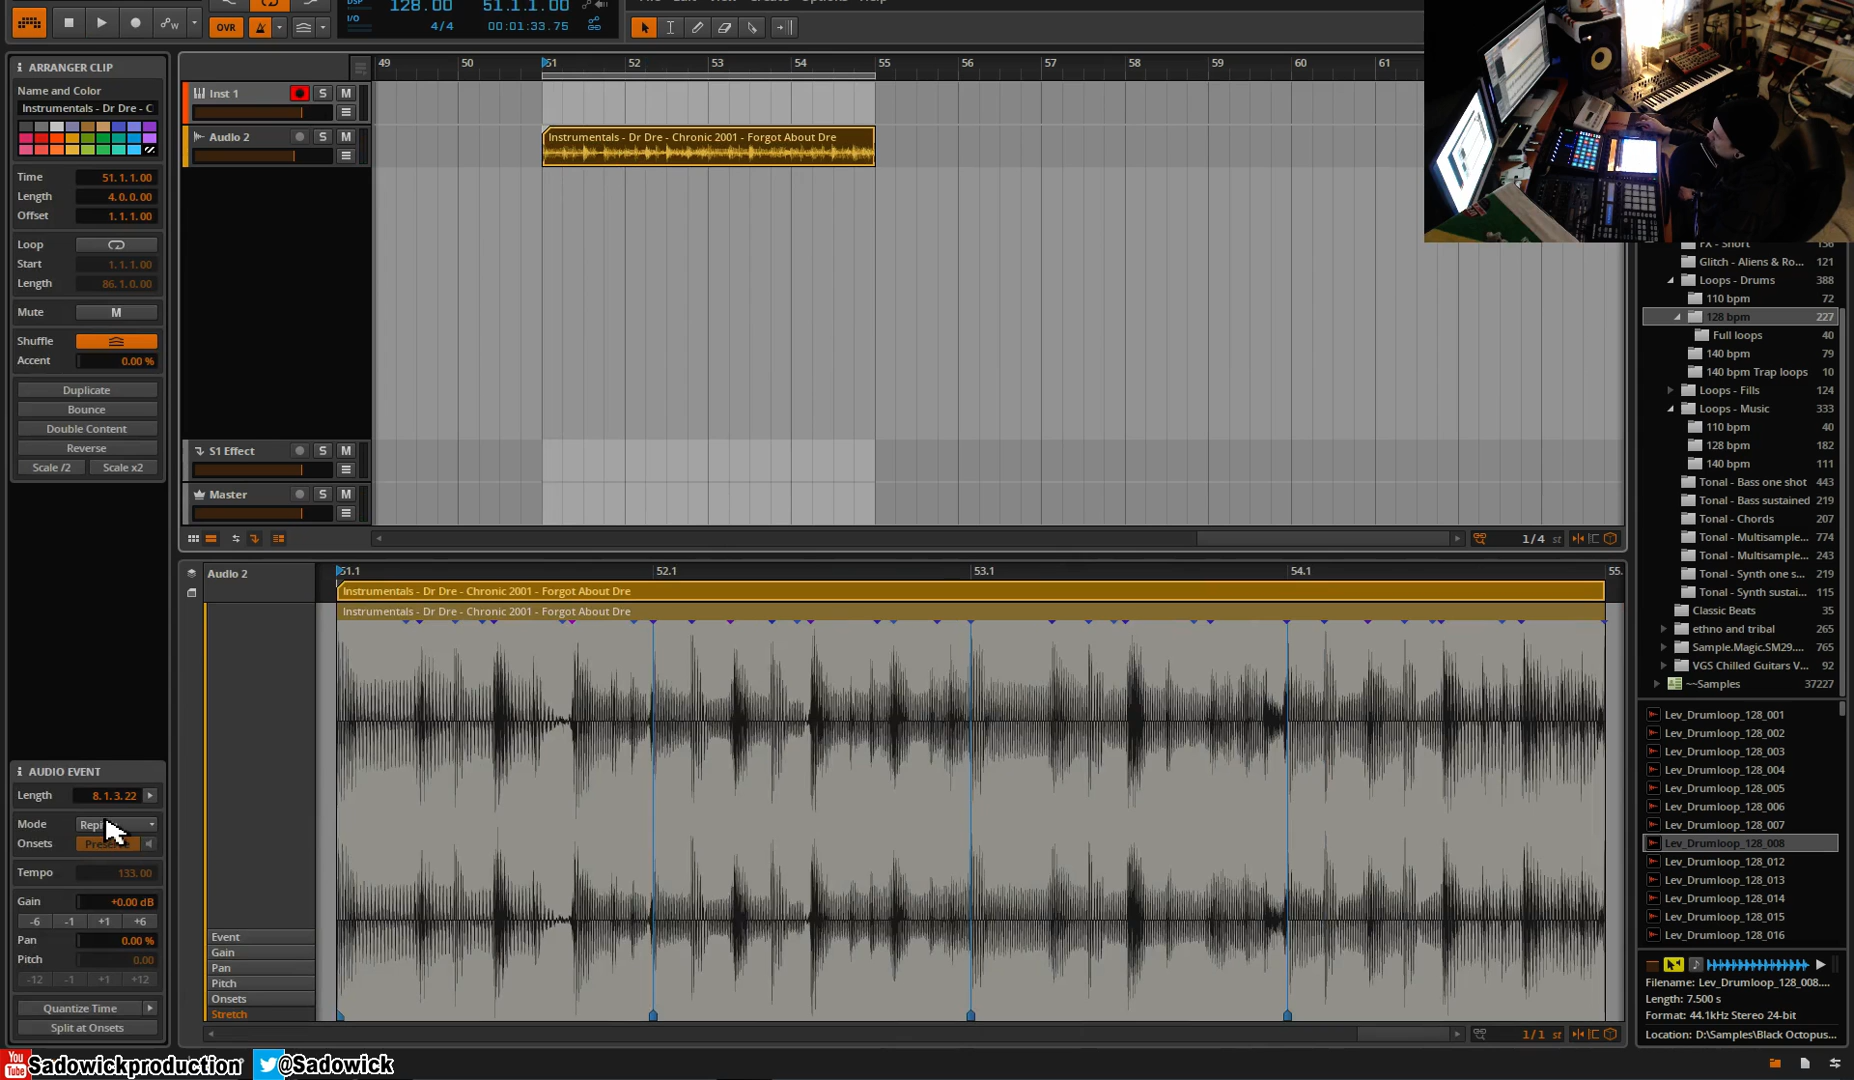 128.00 51.1.1.00
DSP
I/O 4/4 00:01:33.75
OVR
ARRANGER CLIP
Name and Color
Instrumentals - Dr Dre - C
Time 51.1.1.00
Length 4.0.0.00
Offset 1.1.1.00
Loop
Start 1.1.1.00
Length 86.1.0.00
Mute M
Shuffle
Accent 0.00 %
Duplicate
Bounce
Double Content
Reverse
Scale /2 Scale x2
AUDIO EVENT
Length 8.1.3.22
Mode
Onsets
Tempo 133.00
Gain +0.00 dB
-6 -1 +1 +6
Pan 0.00 %
Pitch 0.00
-12 -1 +1 +12
Quantize Time
Split at Onsets
49 50 51 52 53 54 55 56 57 58 59 60 61
Inst 1 S M
Audio 2 S M
Instrumentals - Dr Dre - Chronic 2001 - Forgot About Dre
S1 Effect S M
Master S M
1/4 st
Audio 2 51.1 52.1 53.1 54.1 55.
Instrumentals - Dr Dre - Chronic 2001 - Forgot About Dre
Instrumentals - Dr Dre - Chronic 2001 - Forgot About Dre
Event
Gain
Pan
Pitch
Onsets
Stretch
1/1 st
FX - Short 136
Glitch - Aliens & Ro... 121
Loops - Drums 388
110 bpm 72
128 bpm 227
Full loops 40
140 bpm 79
140 bpm Trap loops 10
Loops - Fills 124
Loops - Music 333
110 bpm 40
128 bpm 182
140 bpm 111
Tonal - Bass one shot 443
Tonal - Bass sustained 219
Tonal - Chords 207
Tonal - Multisample... 774
Tonal - Multisample... 243
Tonal - Synth one s... 219
Tonal - Synth sustai... 115
Classic Beats 35
ethno and tribal 265
Sample.Magic.SM29.... 765
VGS Chilled Guitars V... 92
~~Samples 37227
Lev_Drumloop_128_001
Lev_Drumloop_128_002
Lev_Drumloop_128_003
Lev_Drumloop_128_004
Lev_Drumloop_128_005
Lev_Drumloop_128_006
Lev_Drumloop_128_007
Lev_Drumloop_128_008
Lev_Drumloop_128_012
Lev_Drumloop_128_013
Lev_Drumloop_128_014
Lev_Drumloop_128_015
Lev_Drumloop_128_016
Filename: Lev_Drumloop_128_008....
Length: 7.500 s
Format: 44.1kHz Stereo 24-bit
Location: D:\Samples\Black Octopus...
You Tube Sadowickproduction @Sadowick